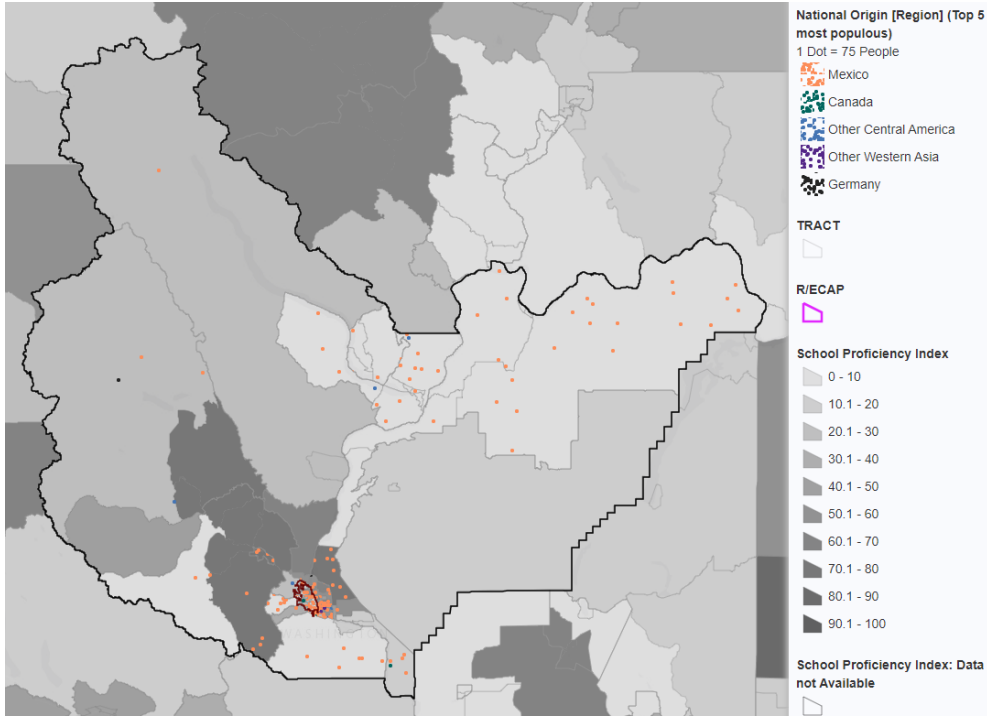 National Origin [Region] (Top 5
most populous)
1 Dot = 75 People
Mexico
Canada
Other Central America
Other Western Asia
Germany
TRACT
R/ECAP
School Proficiency Index
0 - 10
10.1 - 20
20.1 - 30
30.1 - 40
40.1 - 50
50.1 - 60
60.1 - 70
70.1 - 80
80.1 - 90
90.1 - 100
School Proficiency Index: Data
not Available
WASHINGTON